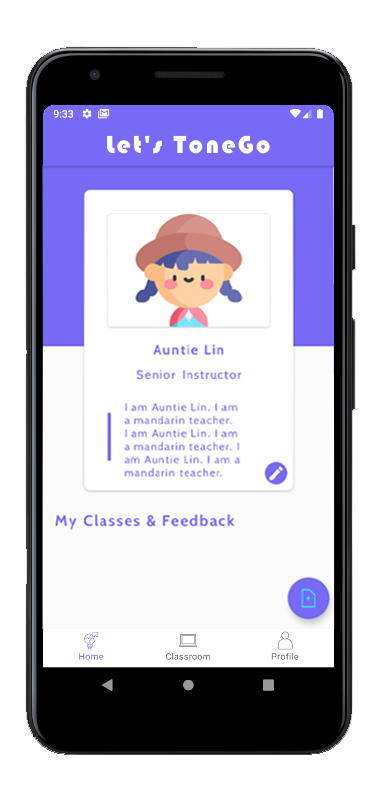 9:33
Let's ToneGo
Auntie Lin
Senior Instructor
I am Auntie Lin. I am
a mandarin teacher.
I am Auntie Lin. I am
a mandarin teacher. I
am Auntie Lin. I am a
mandarin teacher.
My Classes & Feedback
Home
Classroom
Profile